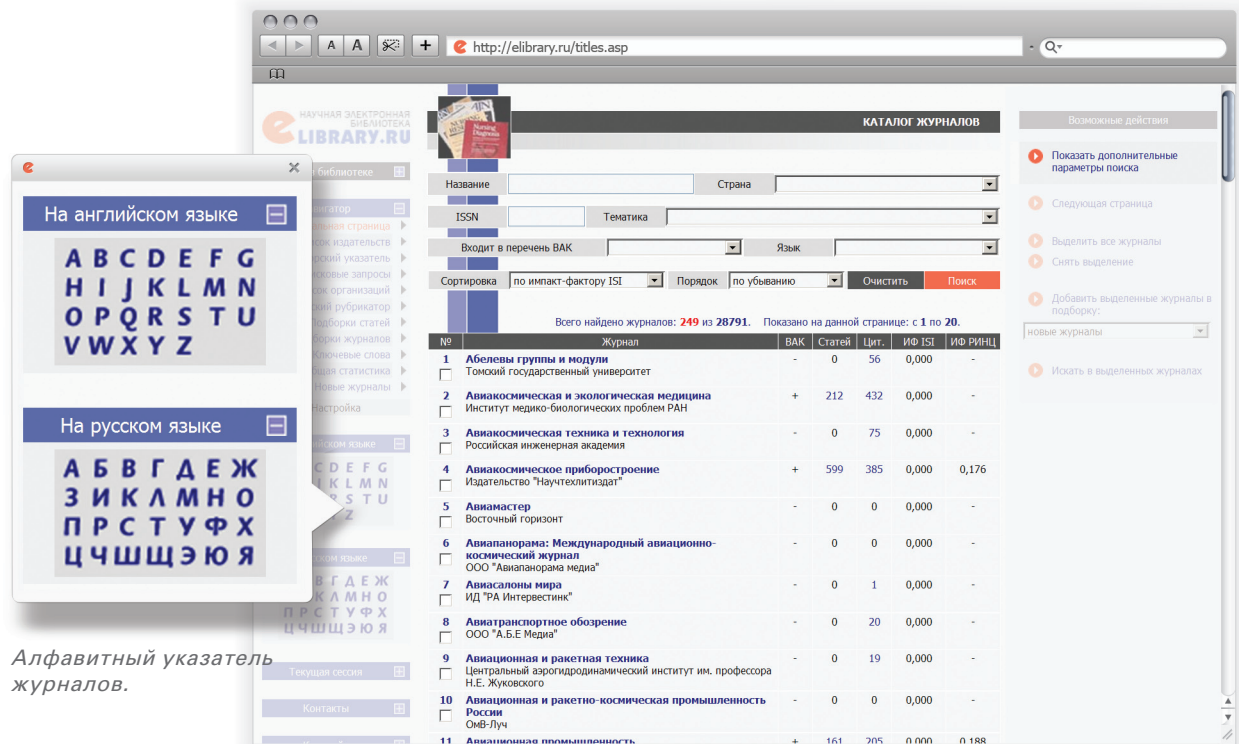 http://elibrary.ru/titles.asp
НАУЧНАЯ ЭЛЕКТРОННАЯ
БИБЛИОТЕКА
eLIBRARY.RU
библиотеке
На английском языке
A B C D E F G
H I J K L M N
O P Q R S T U
V W X Y Z
На русском языке
А Б В Г Д Е Ж
З И К Л М Н О
П Р С Т У Ф Х
Ц Ч Ш Щ Э Ю Я
Алфавитный указатель
журналов.
Настройка
C D E F G
K L M N
S T U
Z
В Г Д Е Ж
К Л М Н О
П Р С Т У Ф Х
Ц Ч Ш Щ Э Ю Я
Текущая сессия
Контакты
КАТАЛОГ ЖУРНАЛОВ
Название Страна
ISSN Тематика
Входит в перечень ВАК Язык
Сортировка по импакт-фактору ISI Порядок по убыванию Очистить Поиск
Всего найдено журналов: 249 из 28791. Показано на данной странице: с 1 по 20.
№ Журнал ВАК Статей Цит. ИФ ISI ИФ РИНЦ
1 Абелевы группы и модули - 0 56 0,000 -
Томский государственный университет
2 Авиакосмическая и экологическая медицина + 212 432 0,000 -
Институт медико-биологических проблем РАН
3 Авиакосмическая техника и технология - 0 75 0,000 -
Российская инженерная академия
4 Авиакосмическое приборостроение + 599 385 0,000 0,176
Издательство "Научтехлитиздат"
5 Авиамастер - 0 0 0,000 -
Восточный горизонт
6 Авиапанорама: Международный авиационно- - 0 0 0,000 -
космический журнал
ООО "Авиапанорама медиа"
7 Авиасалоны мира - 0 1 0,000 -
ИД "РА Интервестинк"
8 Авиатранспортное обозрение - 0 20 0,000 -
ООО "А.Б.Е Медиа"
9 Авиационная и ракетная техника - 0 19 0,000 -
Центральный аэрогидродинамический институт им. профессора
Н.Е. Жуковского
10 Авиационная и ракетно-космическая промышленность - 0 0 0,000 -
России
ОмВ-Луч
11 Авиационная промышленность + 161 205 0,000 0,188
Возможные действия
Показать дополнительные
параметры поиска
Следующая страница
Выделить все журналы
Снять выделение
Добавить выделенные журналы в
подборку:
новые журналы
Искать в выделенных журналах